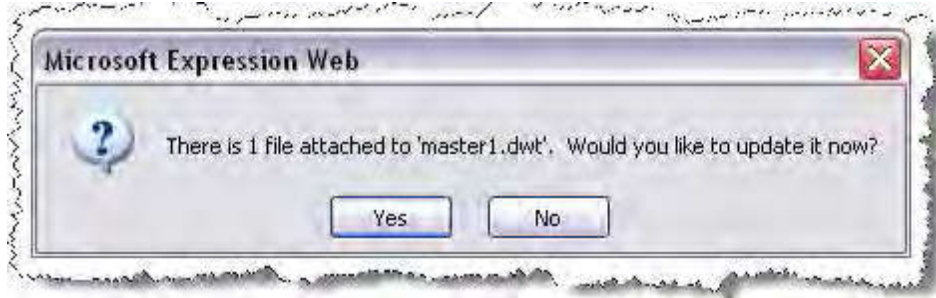 Microsoft Expression Web
There is 1 file attached to 'master1.dwt'. Would you like to update it now?
Yes
No